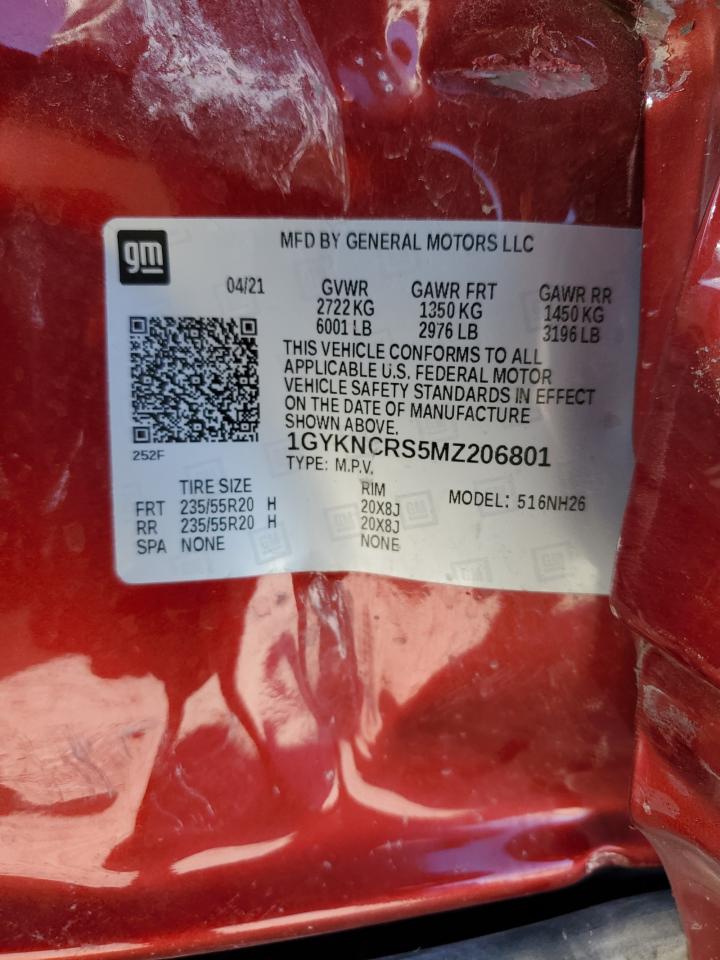 gm
MFD BY GENERAL MOTORS LLC
04/21 GVWR GAWR FRT GAWR RR
2722 KG 1350 KG 1450 KG
6001 LB 2976 LB 3196 LB
THIS VEHICLE CONFORMS TO ALL
APPLICABLE U.S. FEDERAL MOTOR
VEHICLE SAFETY STANDARDS IN EFFECT
ON THE DATE OF MANUFACTURE
SHOWN ABOVE.
1GYKNCRS5MZ206801
252F
TYPE: M.P.V.
TIRE SIZE RIM MODEL: 516NH26
FRT 235/55R20 H 20X8J
RR 235/55R20 H 20X8J
SPA NONE NONE